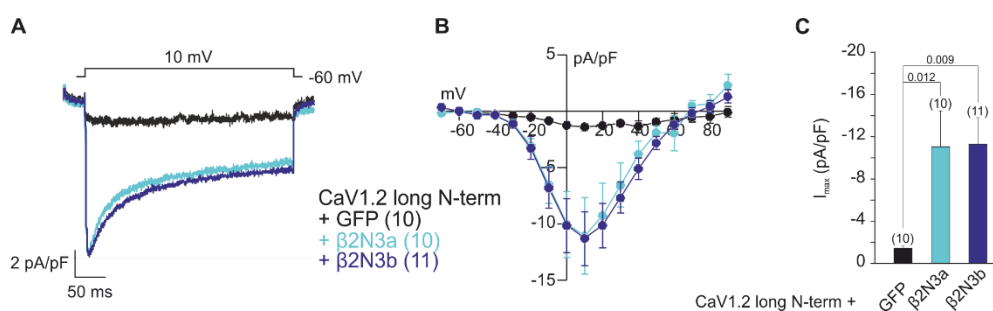 A
10 mV
-60 mV
2 pA/pF
50 ms
CaV1.2 long N-term
+ GFP (10)
+ β2N3a (10)
+ β2N3b (11)
B
5
pA/pF
mV
-60
-20
20
40
60
80
-5
-10
-15
C
-20
-16
-12
-8
-4
0
Imax (pA/pF)
0.009
0.012
(10)
(10)
(11)
CaV1.2 long N-term +
GFP
β2N3a
β2N3b